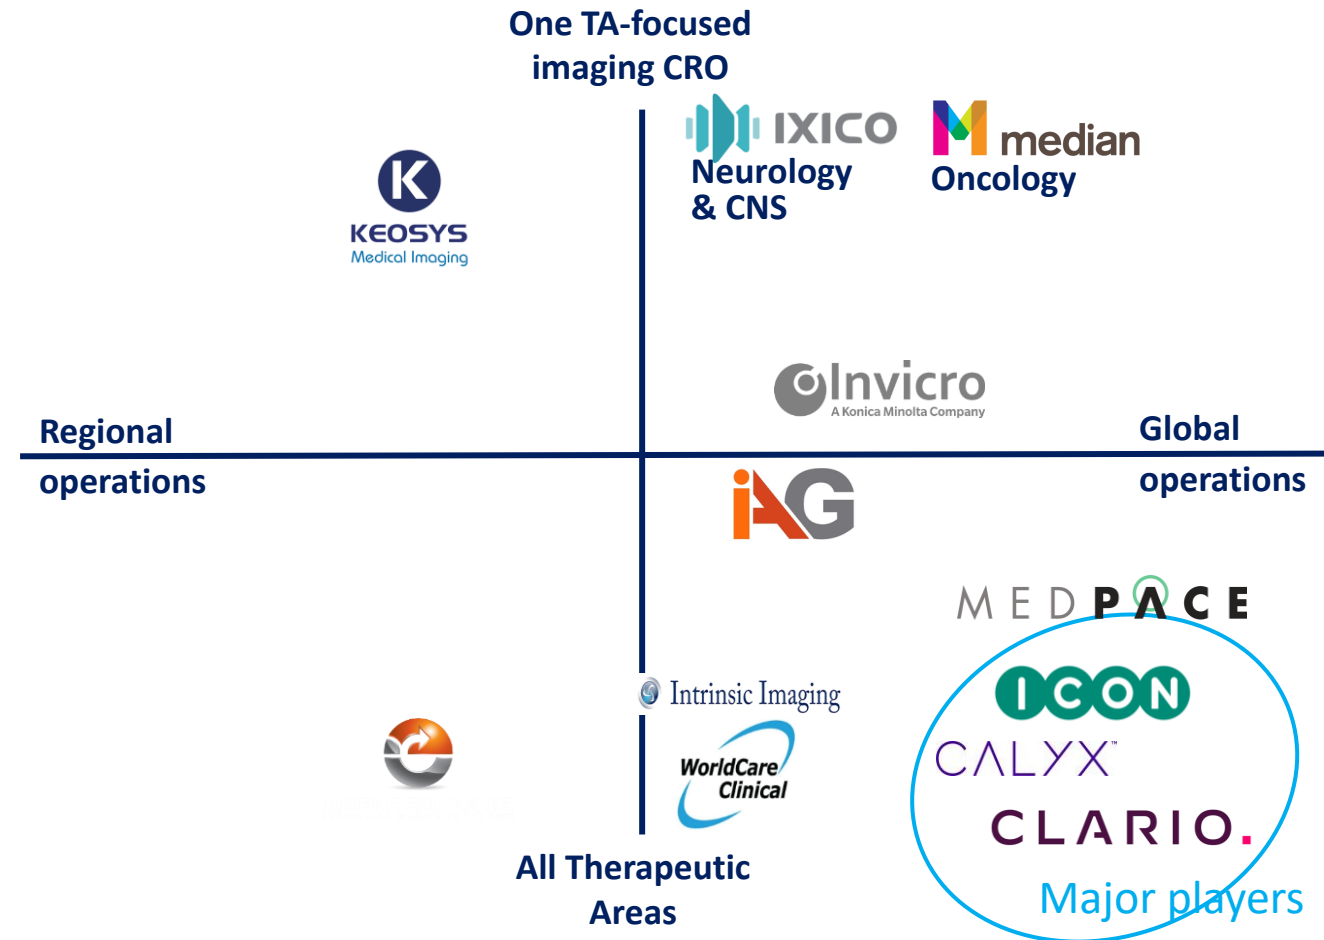 One TA-focused
imaging CRO
IXICO
Neurology
& CNS
median
Oncology
K
KEOSYS
Medical Imaging
Invicro
A Konica Minolta Company
Regional
operations
Global
operations
iAG
MEDPACE
ICON
CALYX™
CLARIO.
Major players
Intrinsic Imaging
WorldCare
Clinical
All Therapeutic
Areas